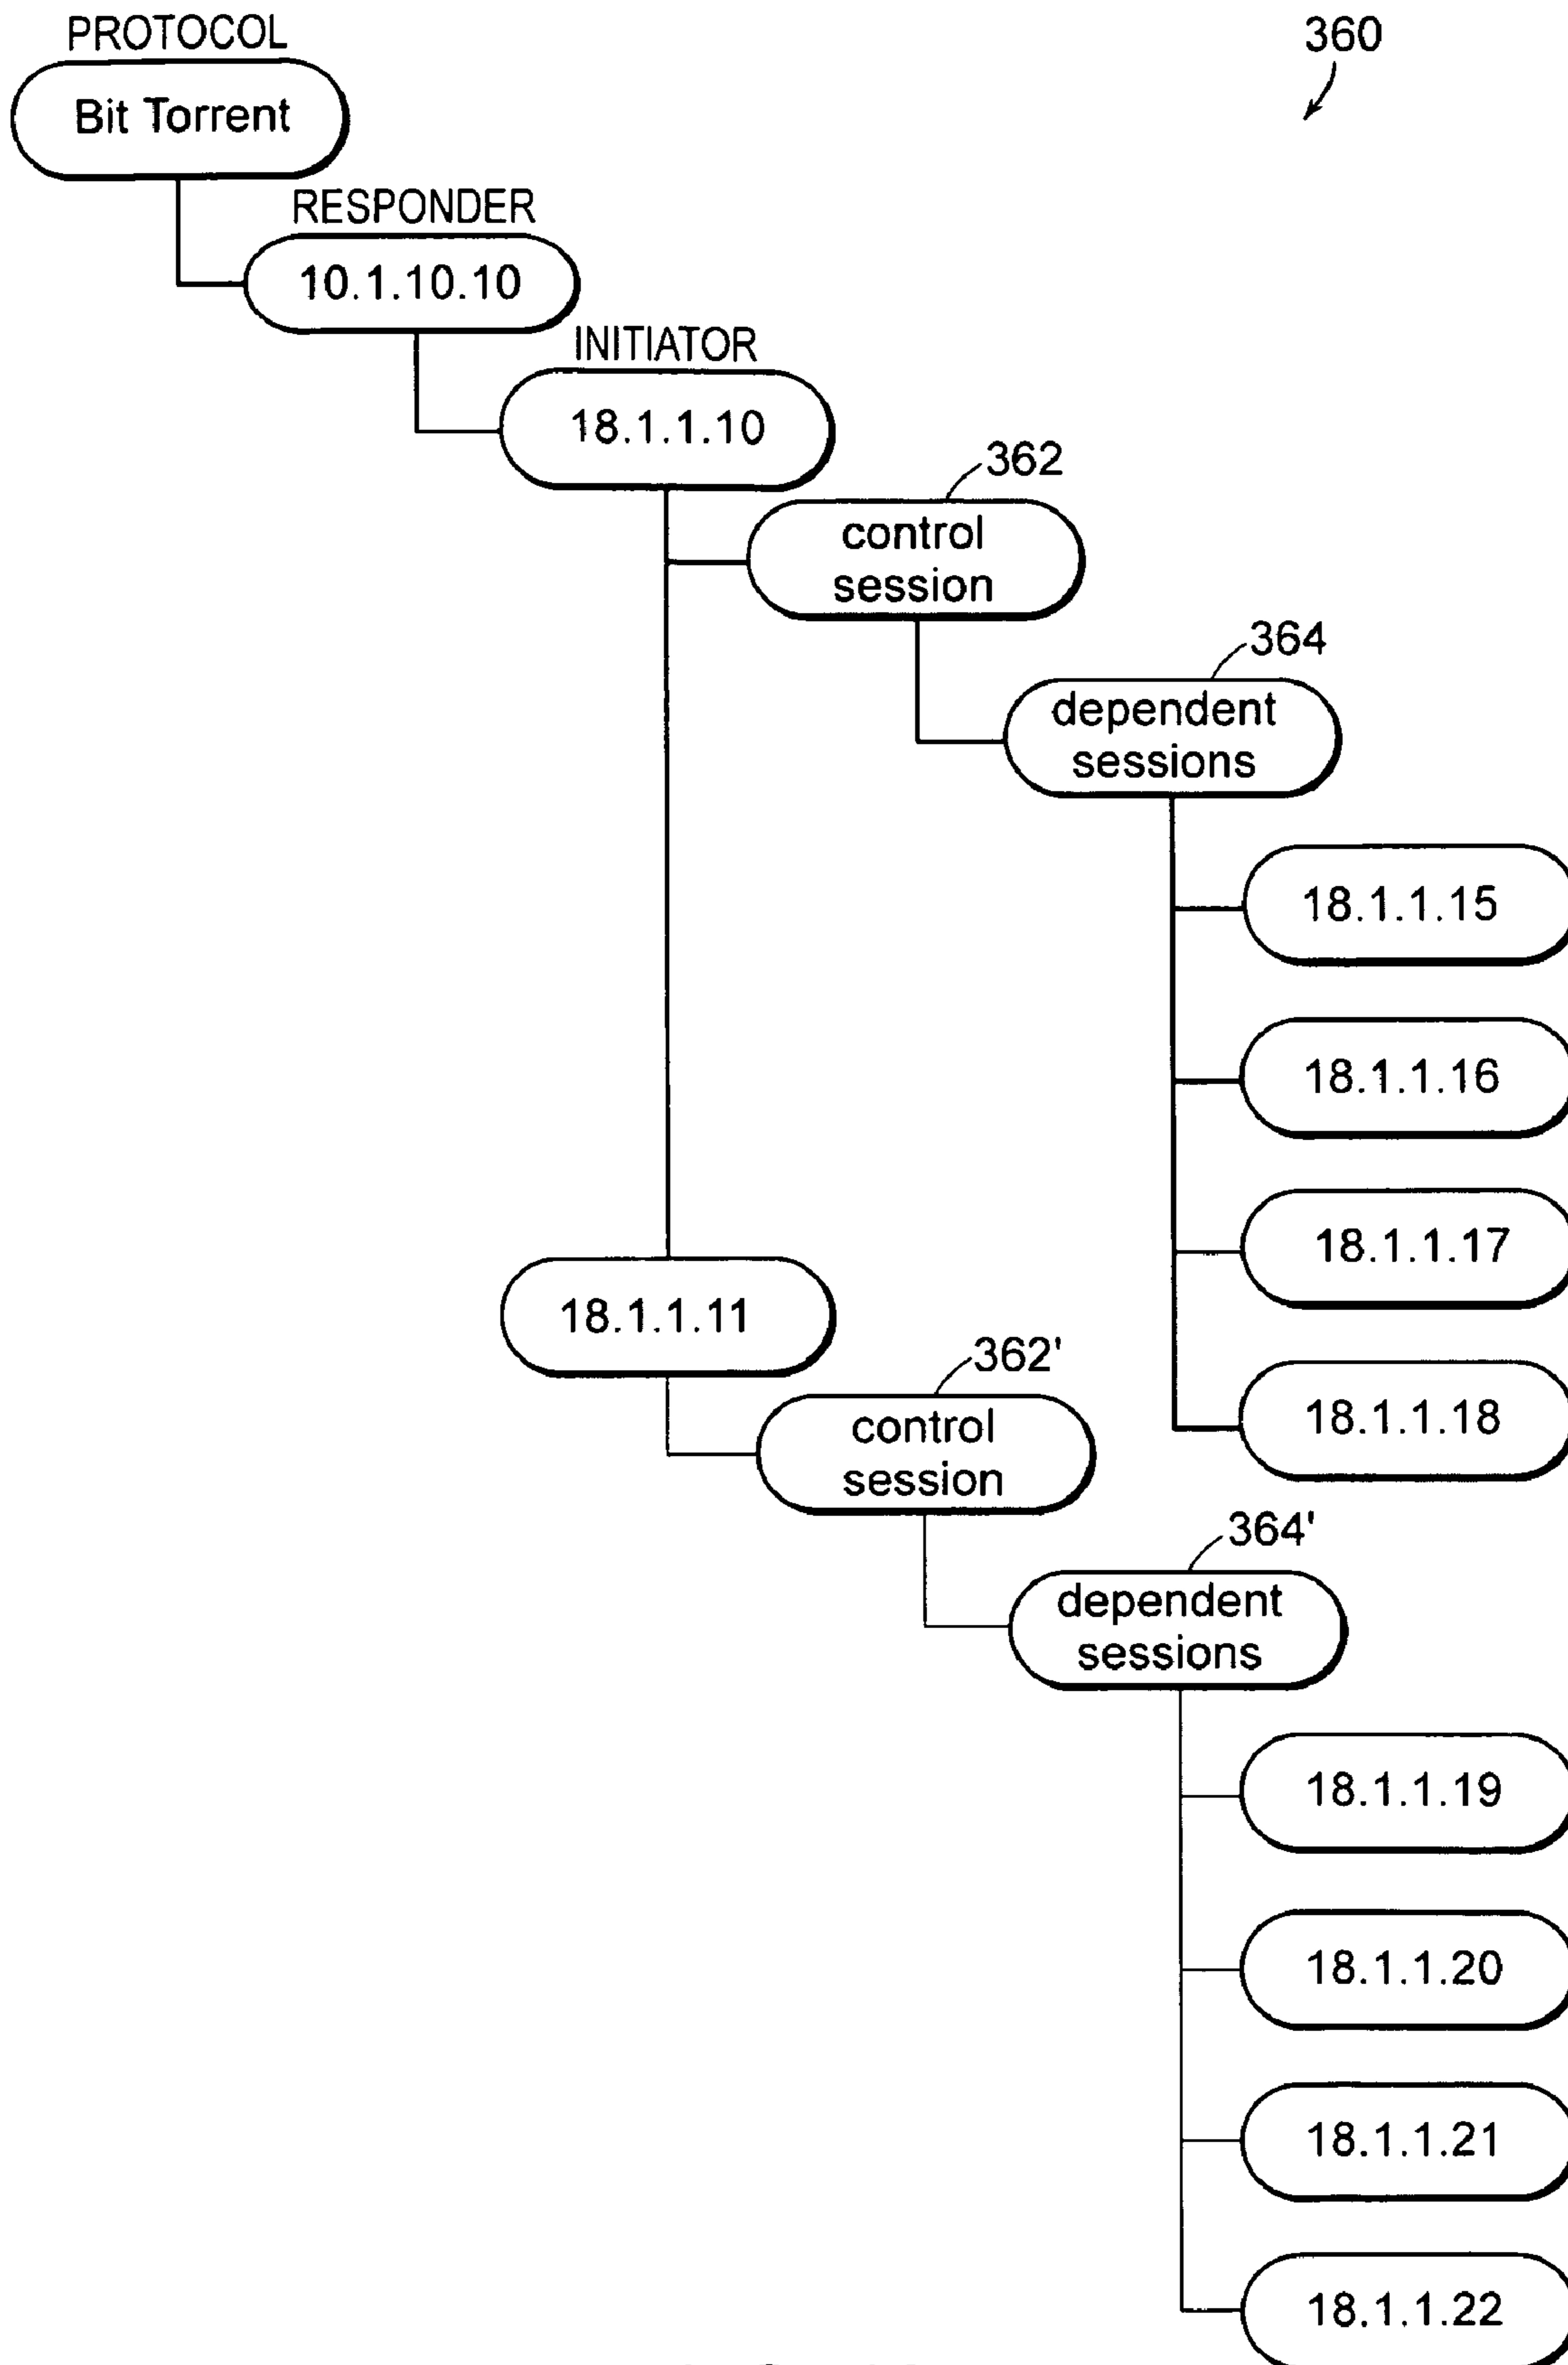 PROTOCOL
360
Bit Torrent
RESPONDER
10.1.10.10
INITIATOR
18.1.1.10
362
control
session
364
dependent
sessions
18.1.1.15
18.1.1.16
18.1.1.17
18.1.1.18
18.1.1.11
362'
control
session
364'
dependent
sessions
18.1.1.19
18.1.1.20
18.1.1.21
18.1.1.22